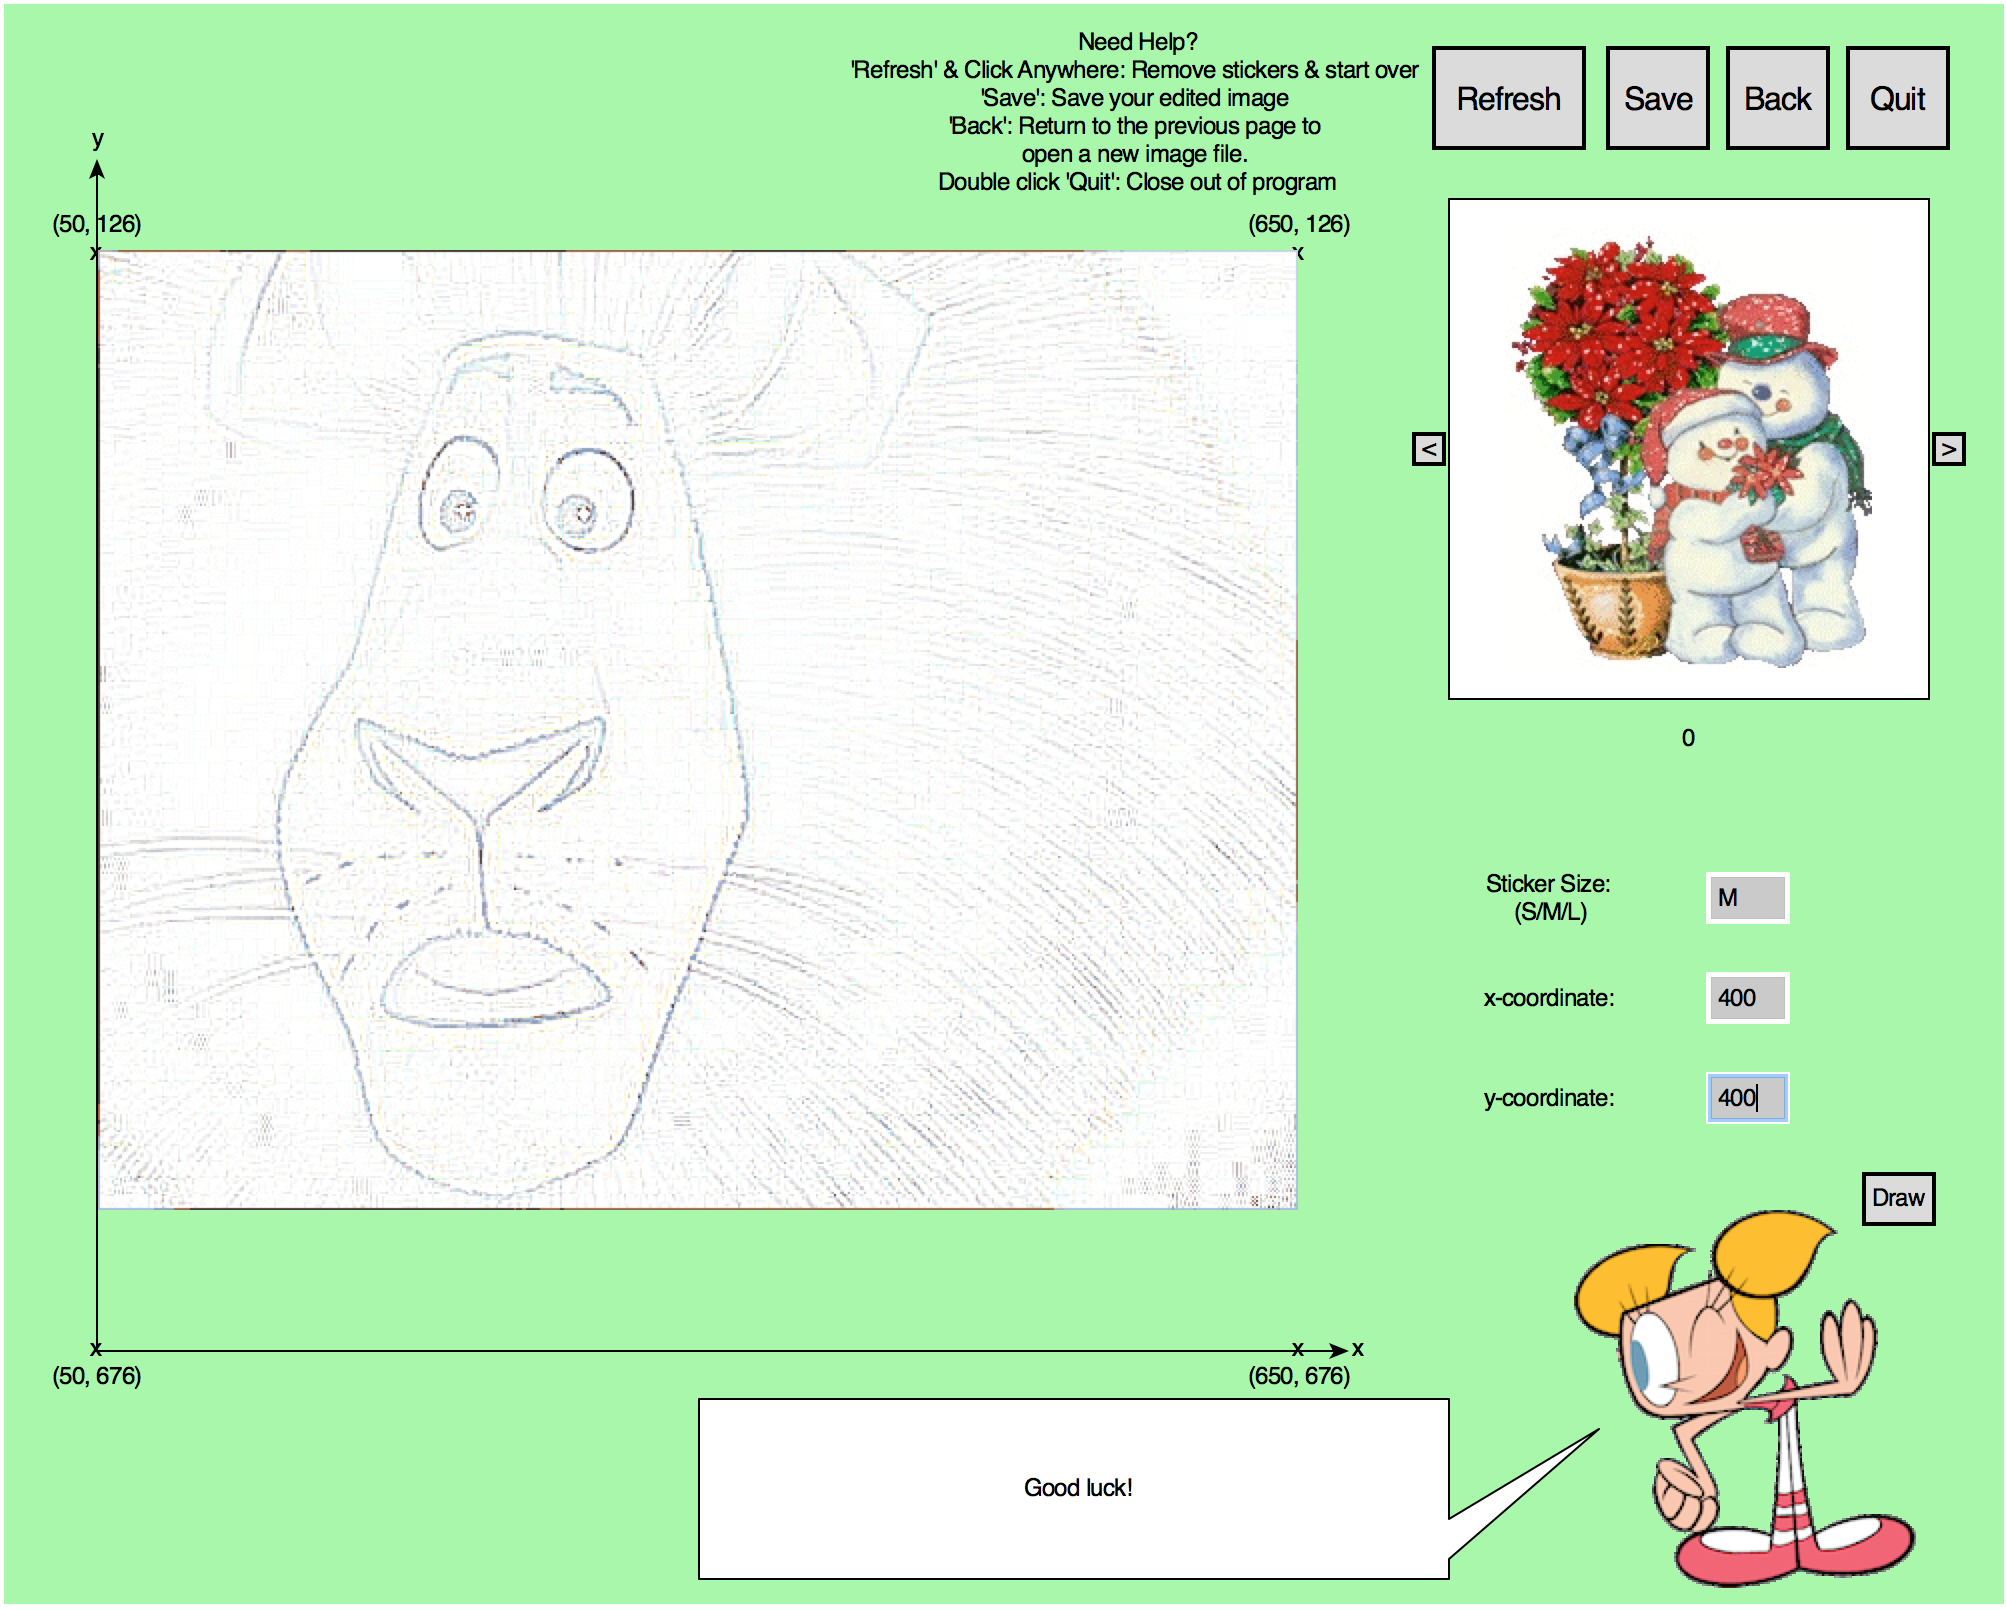 Need Help?
'Refresh' & Click Anywhere: Remove stickers & start over
'Save': Save your edited image
'Back': Return to the previous page to
open a new image file.
Double click 'Quit': Close out of program
Refresh
Save
Back
Quit
y
(50, 126)
(650, 126)
x
x
<
>
0
Sticker Size:
(S/M/L)
M
x-coordinate:
400
y-coordinate:
400
Draw
x
x
x
(50, 676)
(650, 676)
Good luck!